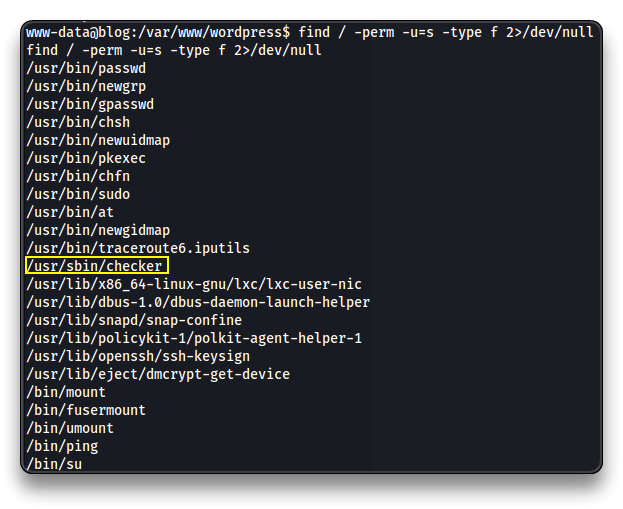 www-data@blog:/var/www/wordpress$ find / -perm -u=s -type f 2>/dev/null
find / -perm -u=s -type f 2>/dev/null
/usr/bin/passwd
/usr/bin/newgrp
/usr/bin/gpasswd
/usr/bin/chsh
/usr/bin/newuidmap
/usr/bin/pkexec
/usr/bin/chfn
/usr/bin/sudo
/usr/bin/at
/usr/bin/newgidmap
/usr/bin/traceroute6.iputils
/usr/sbin/checker
/usr/lib/x86_64-linux-gnu/lxc/lxc-user-nic
/usr/lib/dbus-1.0/dbus-daemon-launch-helper
/usr/lib/snapd/snap-confine
/usr/lib/policykit-1/polkit-agent-helper-1
/usr/lib/openssh/ssh-keysign
/usr/lib/eject/dmcrypt-get-device
/bin/mount
/bin/fusermount
/bin/umount
/bin/ping
/bin/su